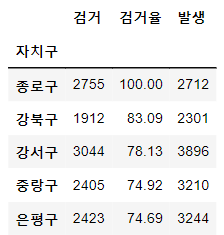 검거 검거율 발생
자치구
종로구 2755 100.00 2712
강북구 1912 83.09 2301
강서구 3044 78.13 3896
중랑구 2405 74.92 3210
은평구 2423 74.69 3244